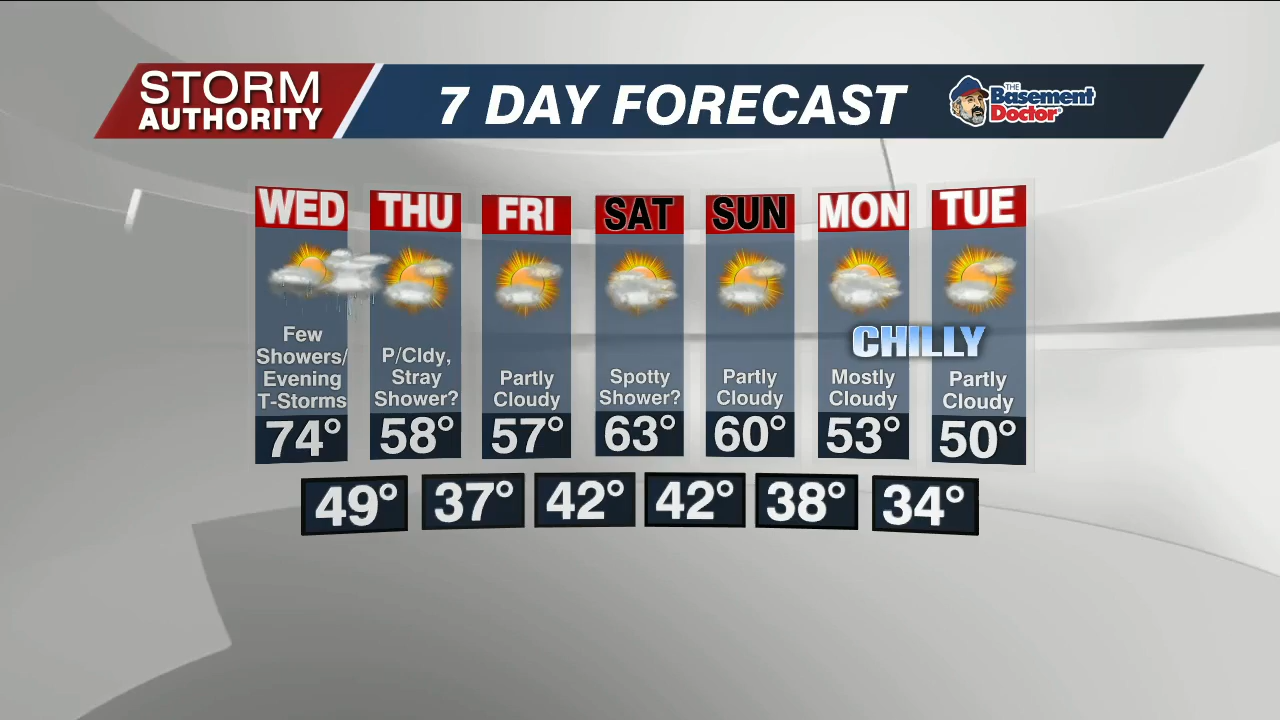 STORM
AUTHORITY
7 DAY FORECAST
THE
Basement
Doctor
WED
THU
FRI
SAT
SUN
MON
TUE
Few
Showers/
Evening
T-Storms
P/Cldy,
Stray
Shower?
Partly
Cloudy
Spotty
Shower?
Partly
Cloudy
Mostly
Cloudy
CHILLY
Partly
Cloudy
74°
58°
57°
63°
60°
53°
50°
49°
37°
42°
42°
38°
34°